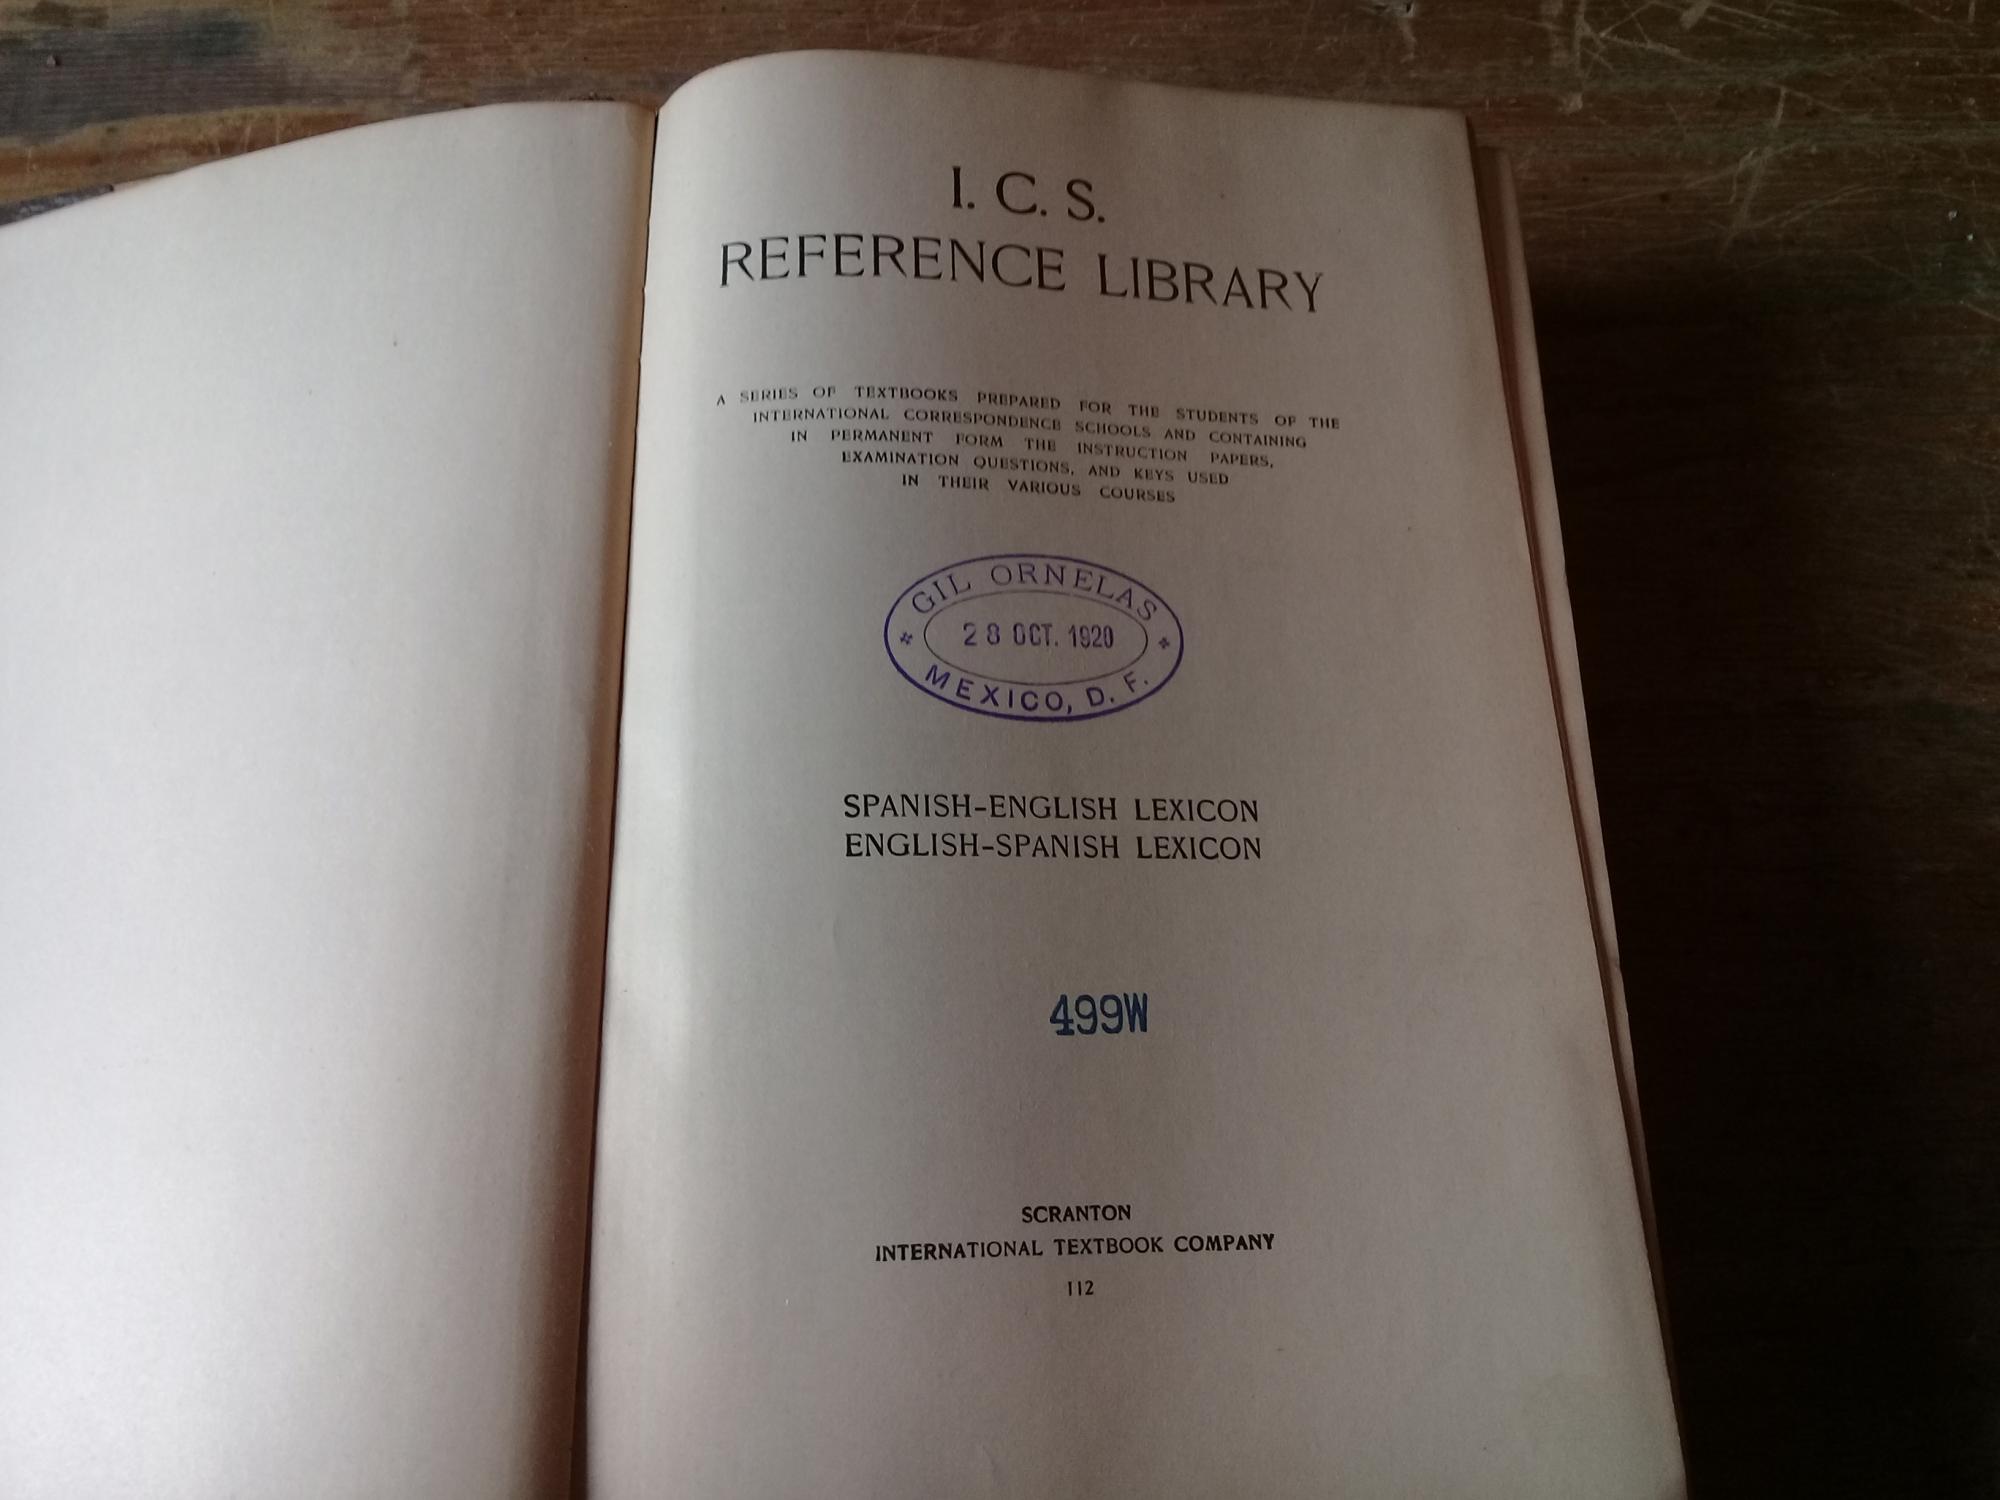 I. C. S.
REFERENCE LIBRARY
A SERIES OF TEXTBOOKS PREPARED FOR THE STUDENTS OF THE
INTERNATIONAL CORRESPONDENCE SCHOOLS AND CONTAINING
IN PERMANENT FORM THE INSTRUCTION PAPERS,
EXAMINATION QUESTIONS, AND KEYS USED
IN THEIR VARIOUS COURSES
GIL ORNELAS
28 OCT. 1920
MEXICO, D. F.
SPANISH-ENGLISH LEXICON
ENGLISH-SPANISH LEXICON
499W
SCRANTON
INTERNATIONAL TEXTBOOK COMPANY
112